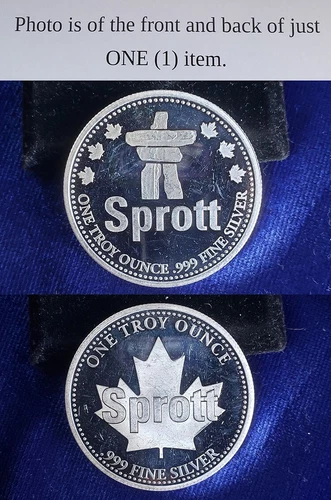 Photo is of the front and back of just
ONE (1) item.
Sprott
ONE TROY OUNCE .999 FINE SILVER
ONE TROY OUNCE
Sprott
.999 FINE SILVER